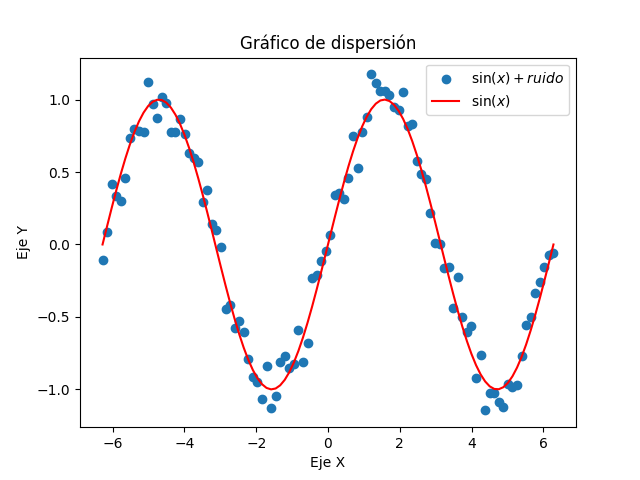 Gráfico de dispersión
sin(x) + ruido
sin(x)
1.0
0.5
0.0
−0.5
−1.0
Eje Y
−6 −4 −2 0 2 4 6
Eje X